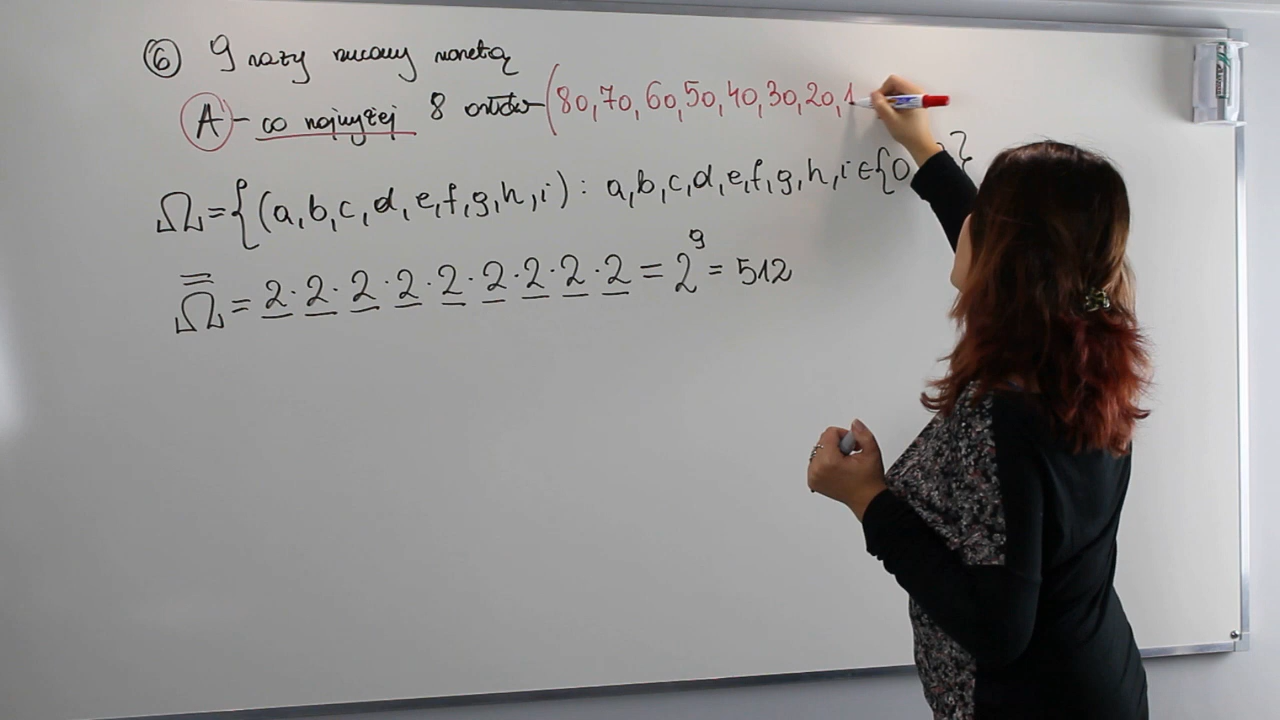 ⑥ 9 razy rzucamy monetą
A - co najwyżej 8 orłów (8o, 7o, 6o, 5o, 4o, 3o, 2o, 1
Ω = {(a, b, c, d, e, f, g, h, i) : a, b, c, d, e, f, g, h, i ∈ {0 }}
Ω̿ = 2 · 2 · 2 · 2 · 2 · 2 · 2 · 2 · 2 = 2⁹ = 512